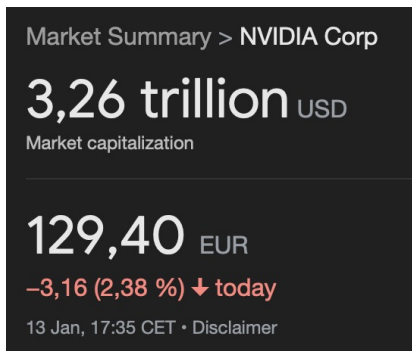 Market Summary > NVIDIA Corp
3,26 trillion USD
Market capitalization
129,40 EUR
−3,16 (2,38 %) ↓ today
13 Jan, 17:35 CET • Disclaimer